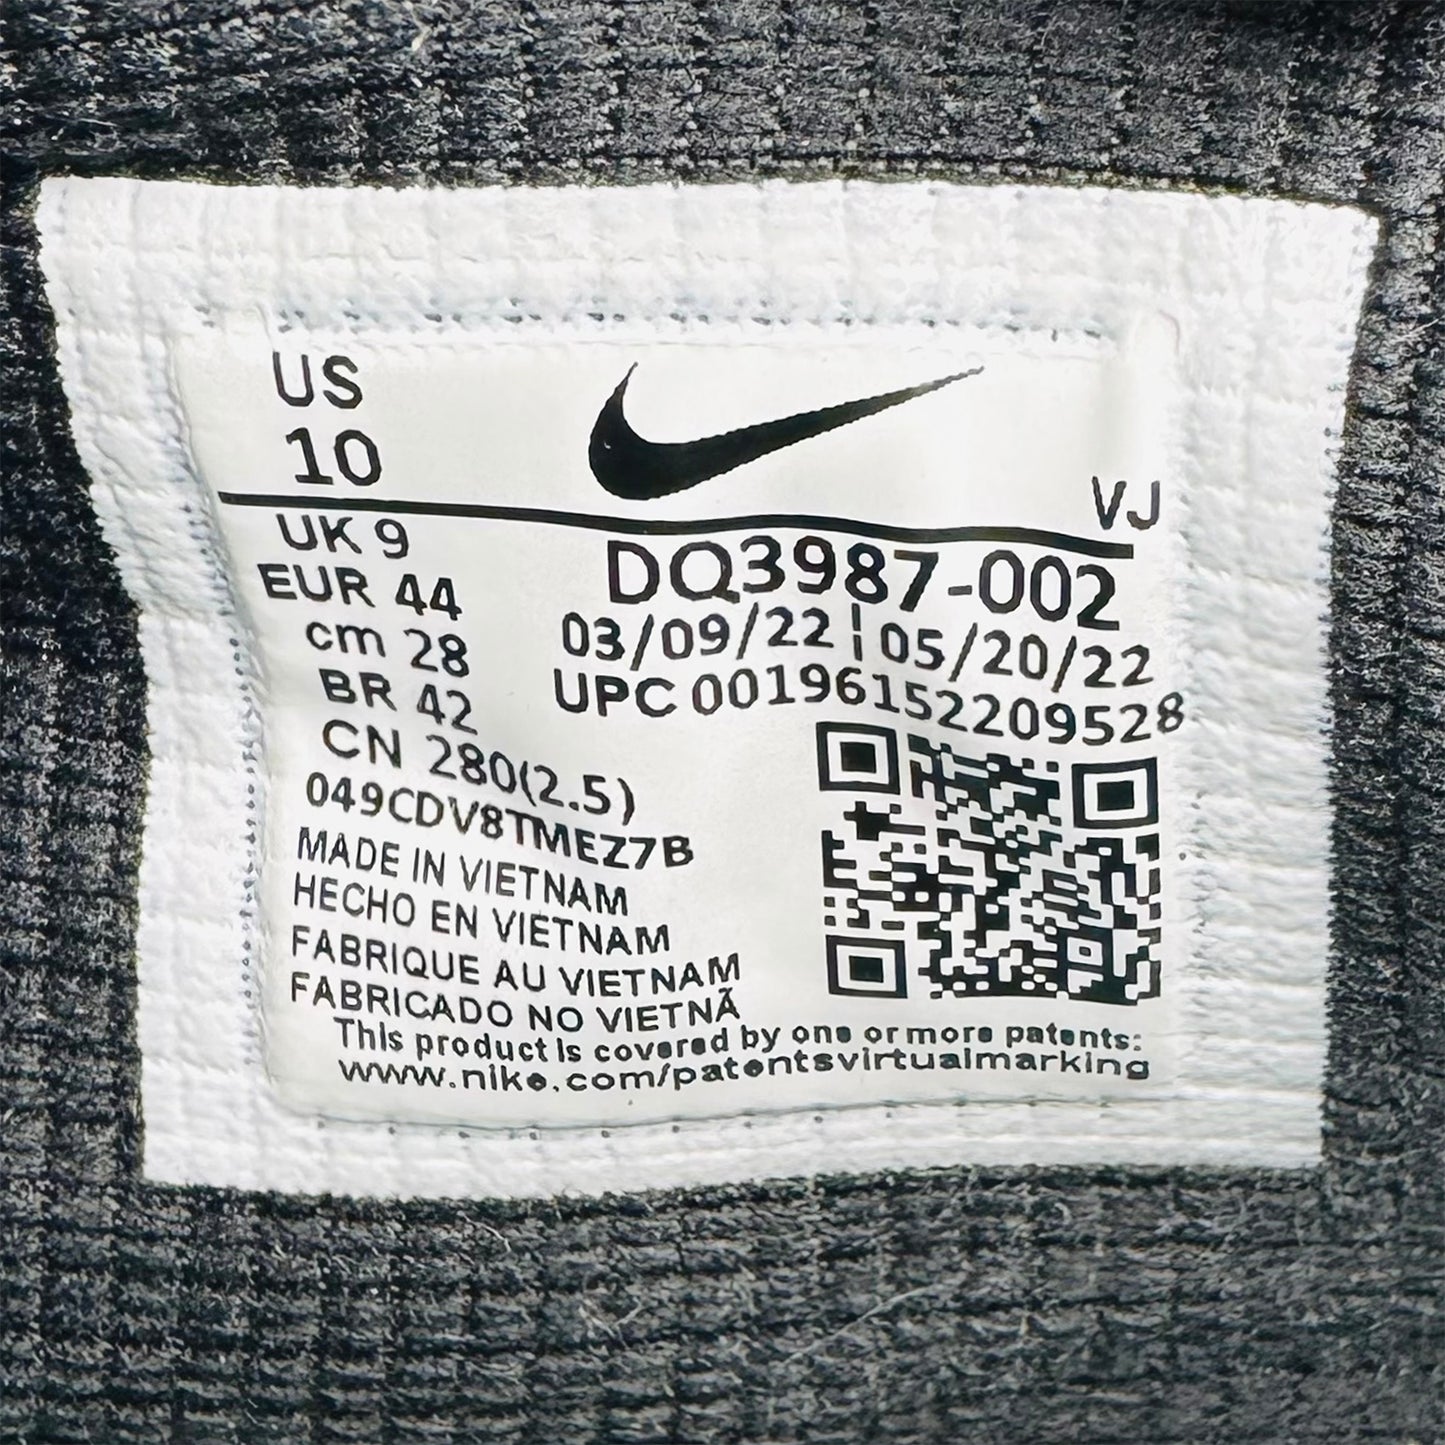 US
10
VJ
UK 9
EUR 44
cm 28
BR 42
CN 280(2.5)
DQ3987-002
03/09/22 ¦ 05/20/22
UPC 00196152209528
049CDV8TMEZ7B
MADE IN VIETNAM
HECHO EN VIETNAM
FABRIQUE AU VIETNAM
FABRICADO NO VIETNÃ
This product is covered by one or more patents:
www.nike.com/patentsvirtualmarking